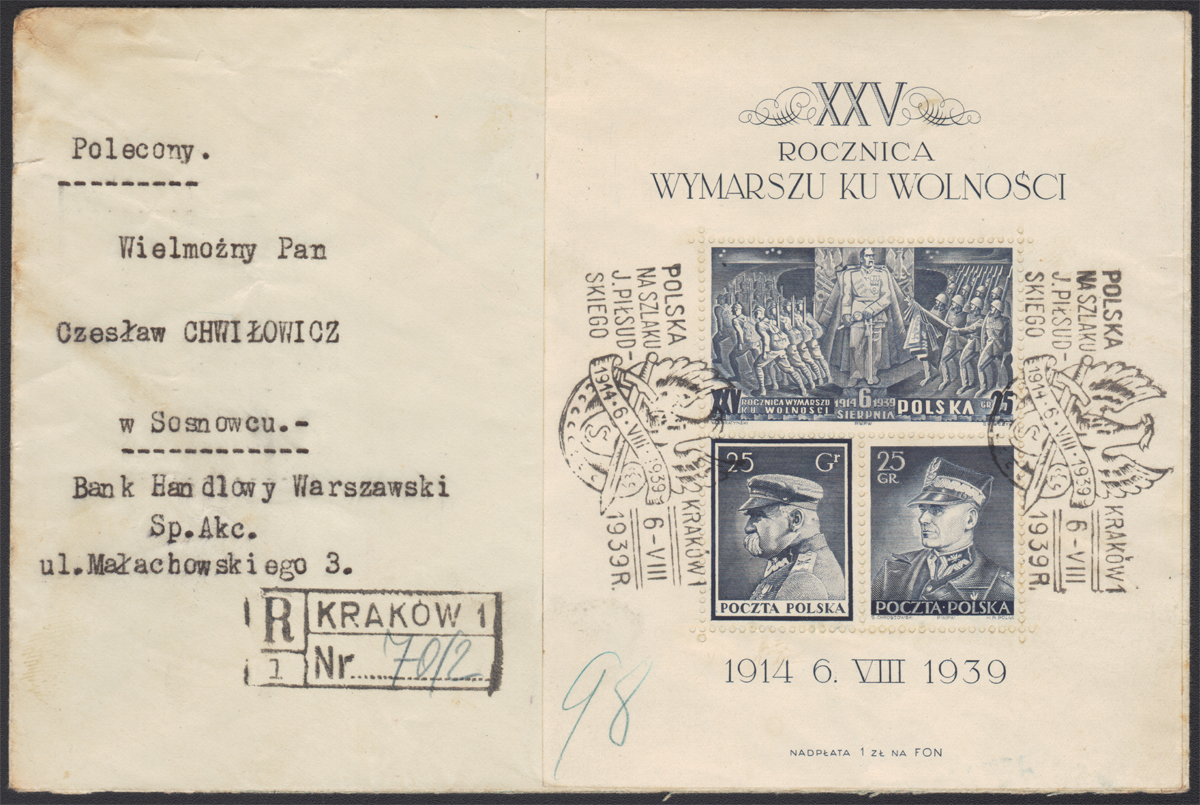 Polecony.
Wielmożny Pan
Czesław CHWIŁOWICZ
w Sosnowcu.-
Bank Handlowy Warszawski
Sp.Akc.
ul.Małachowskiego 3.
R
1
KRAKÓW 1
Nr. 70/2
XXV
ROCZNICA
WYMARSZU KU WOLNOŚCI
POLSKA
NA SZLAKU
J. PIŁSUD-
SKIEGO
1914·6·VIII·1939
KRAKÓW 1
6-VIII
1939R.
XXV ROCZNICA WYMARSZU
KU WOLNOŚCI
1914 6 1939
SIERPNIA
POLSKA GR 25
25 Gr
POCZTA POLSKA
25
GR.
POCZTA·POLSKA
POLSKA
NA SZLAKU
J. PIŁSUD-
SKIEGO
1914·6·VIII·1939
KRAKÓW 1
6-VIII
1939R.
1914 6. VIII 1939
98
NADPŁATA 1 ZŁ NA FON